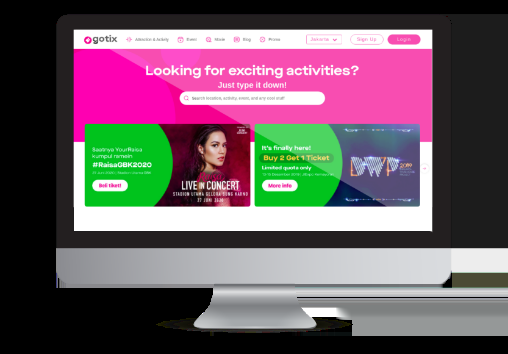 gotix
Attraction & Activity
Event
Movie
Blog
Promo
Jakarta
Sign Up
Login
Looking for exciting activities?
Just type it down!
Search location, activity, event, and any cool stuff
Saatnya YourRaisa
kumpul ramein
#RaisaGBK2020
Beli tiket!
LIVE IN CONCERT
STADION UTAMA GELORA BUNG KARNO
27 JUNI 2020
It's finally here!
Buy 2 Get 1 Ticket
Limited quota only
More info
DWP
2019